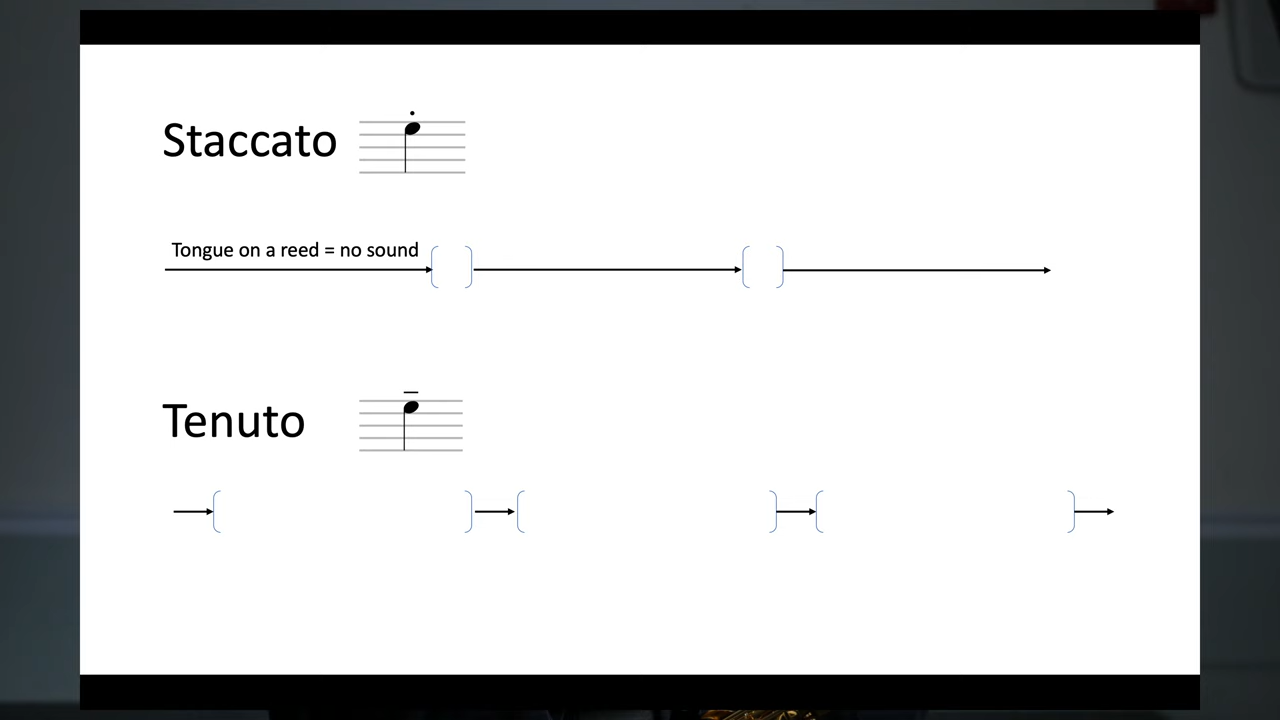 Staccato
Tongue on a reed = no sound
Tenuto